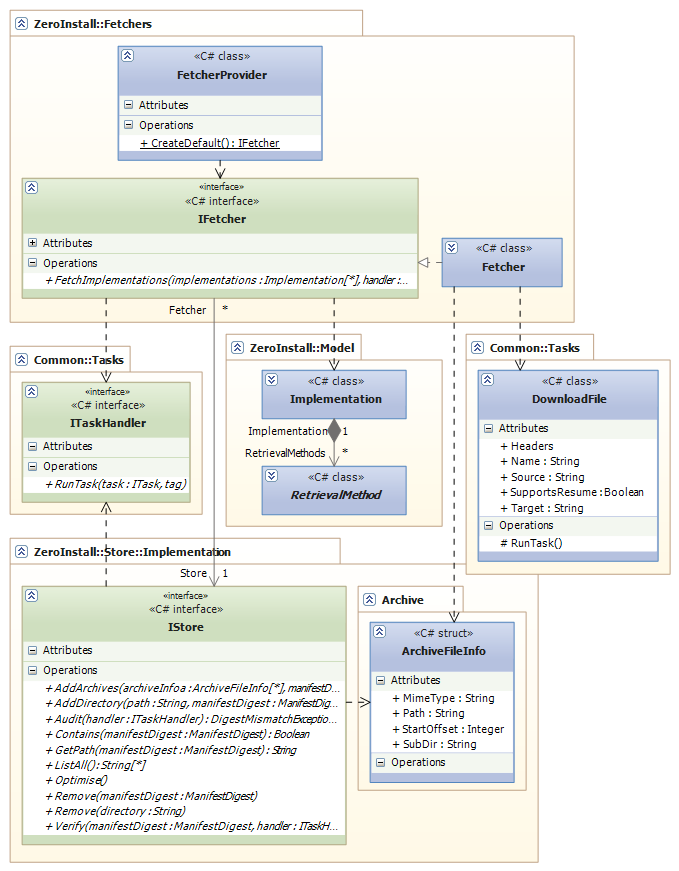 ZeroInstall::Fetchers
«C# class»
FetcherProvider
Attributes
Operations
+ CreateDefault() : IFetcher
«interface»
«C# interface»
IFetcher
Attributes
Operations
+ FetchImplementations(implementations : Implementation[*], handler : ...
«C# class»
Fetcher
Fetcher
*
Common::Tasks
«interface»
«C# interface»
ITaskHandler
Attributes
Operations
+ RunTask(task : ITask, tag)
ZeroInstall::Model
«C# class»
Implementation
Implementation
1
RetrievalMethods
*
«C# class»
RetrievalMethod
Common::Tasks
«C# class»
DownloadFile
Attributes
+ Headers
+ Name : String
+ Source : String
+ SupportsResume : Boolean
+ Target : String
Operations
# RunTask()
ZeroInstall::Store::Implementation
Store
1
«interface»
«C# interface»
IStore
Attributes
Operations
+ AddArchives(archiveInfoa : ArchiveFileInfo[*], manifestD...
+ AddDirectory(path : String, manifestDigest : ManifestDig...
+ Audit(handler : ITaskHandler) : DigestMismatchException...
+ Contains(manifestDigest : ManifestDigest) : Boolean
+ GetPath(manifestDigest : ManifestDigest) : String
+ ListAll() : String[*]
+ Optimise()
+ Remove(manifestDigest : ManifestDigest)
+ Remove(directory : String)
+ Verify(manifestDigest : ManifestDigest, handler : ITaskH...
Archive
«C# struct»
ArchiveFileInfo
Attributes
+ MimeType : String
+ Path : String
+ StartOffset : Integer
+ SubDir : String
Operations